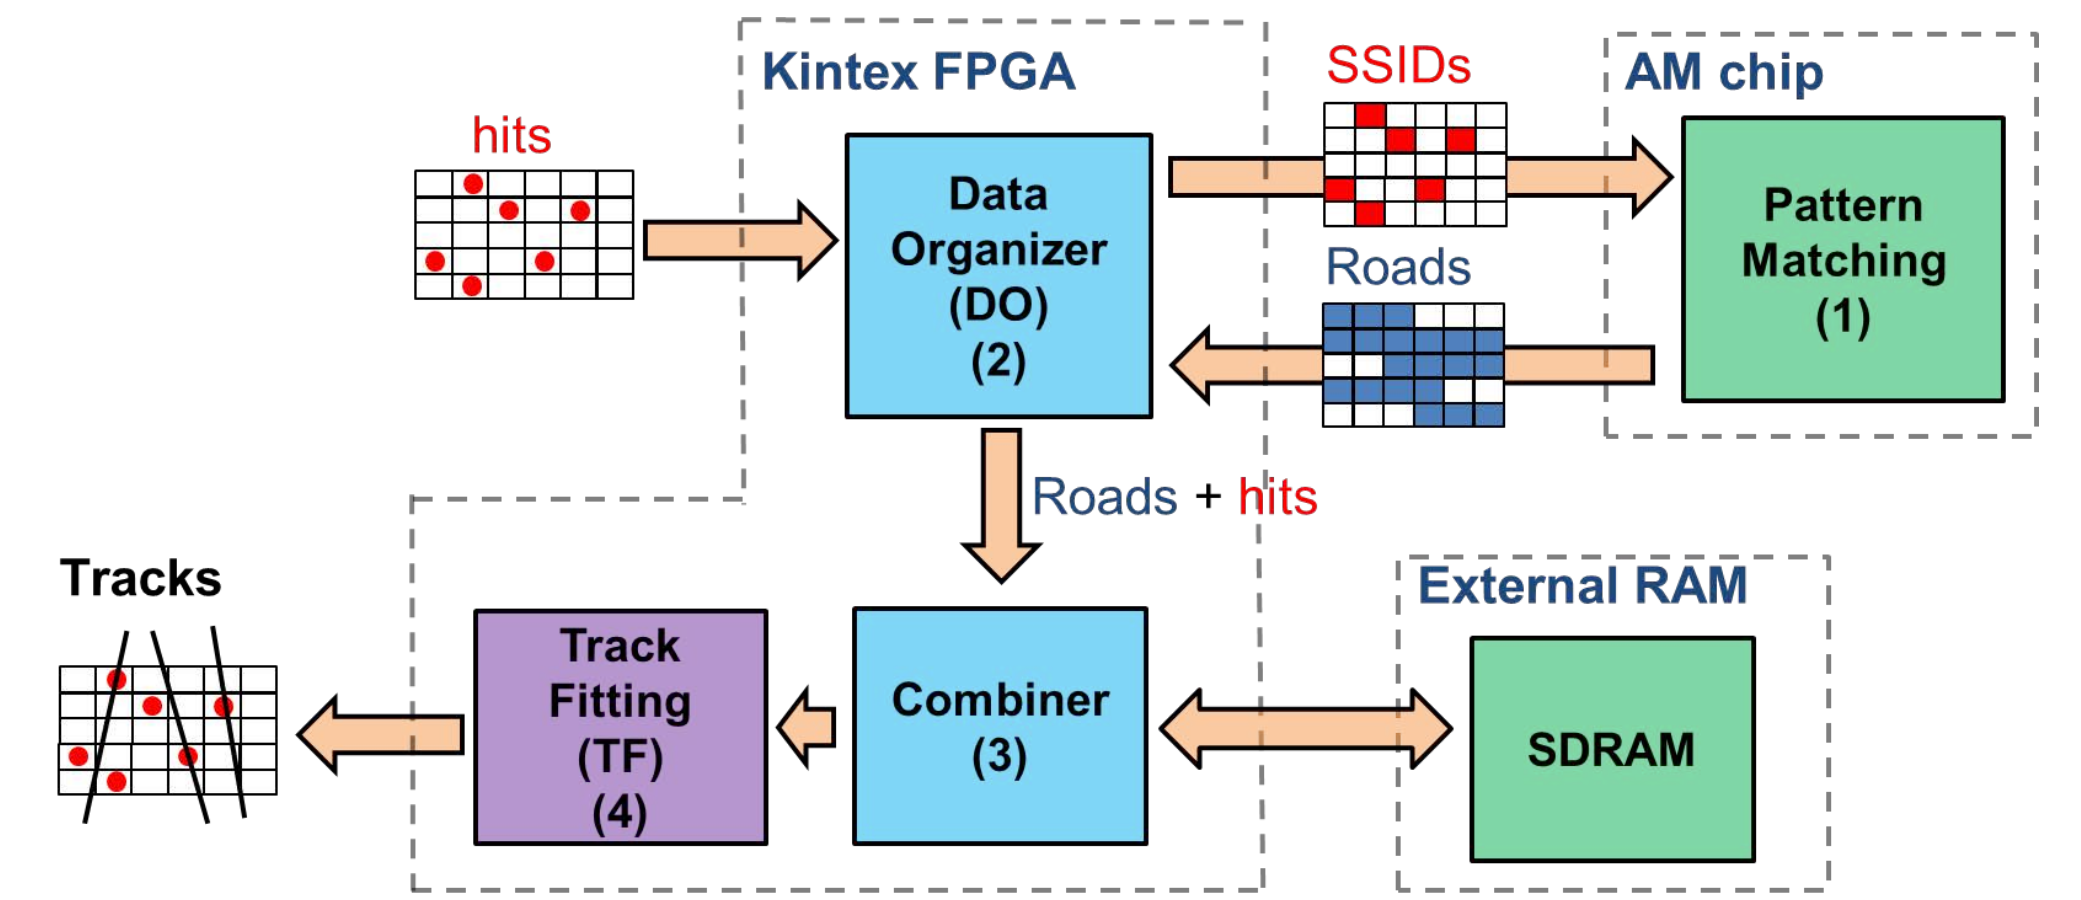 Kintex FPGA
SSIDs
AM chip
hits
Data
Organizer
(DO)
(2)
Pattern
Matching
(1)
Roads
Roads + hits
Tracks
External RAM
Track
Fitting
(TF)
(4)
Combiner
(3)
SDRAM